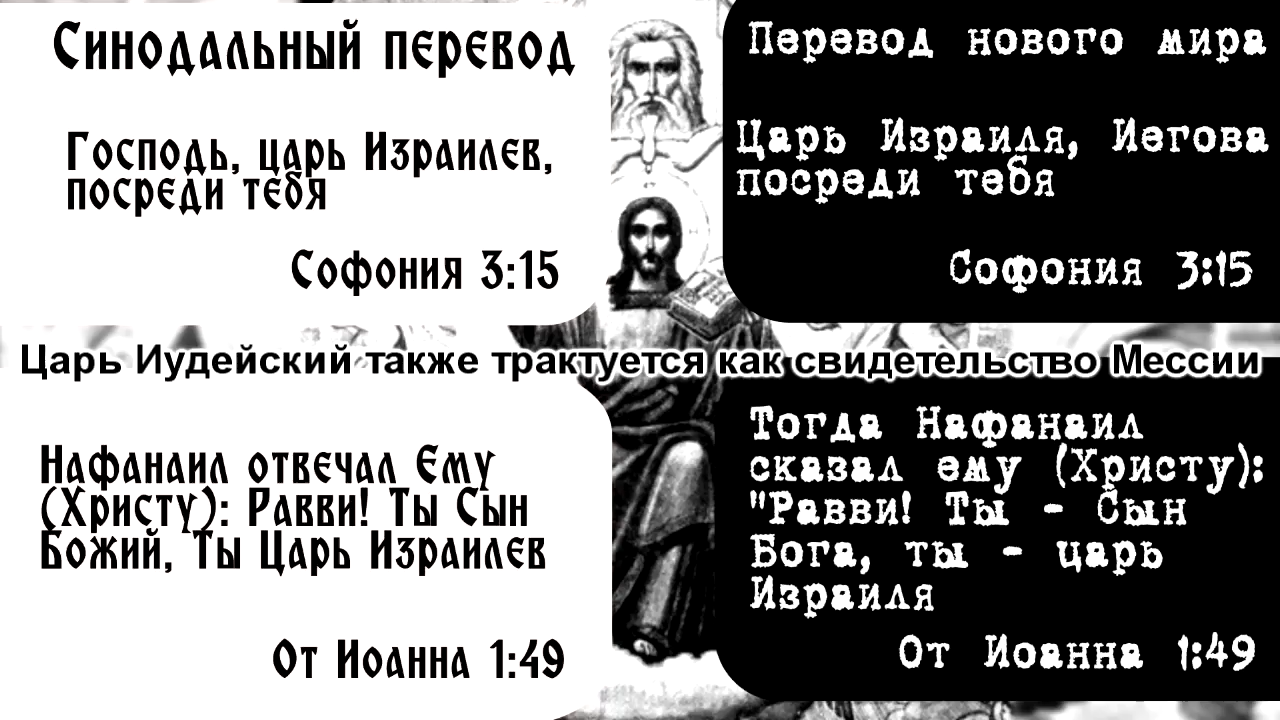 Синодальный перевод
Господь, царь Израилев,
посреди тебя
Софония 3:15
Перевод нового мира
Царь Израиля, Иегова
посреди тебя
Софония 3:15
Царь Иудейский также трактуется как свидетельство Мессии
Нафанаил отвечал Ему
(Христу): Равви! Ты Сын
Божий, Ты Царь Израилев
От Иоанна 1:49
Тогда Нафанаил
сказал ему (Христу):
"Равви! Ты - Сын
Бога, ты - царь
Израиля
От Иоанна 1:49